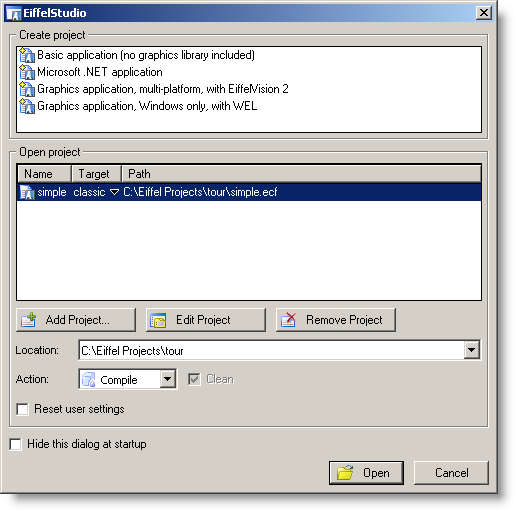 EiffelStudio
Create project
Basic application (no graphics library included)
Microsoft .NET application
Graphics application, multi-platform, with EiffelVision 2
Graphics application, Windows only, with WEL
Open project
Name Target Path
simple classic C:\Eiffel Projects\tour\simple.ecf
Add Project... Edit Project Remove Project
Location: C:\Eiffel Projects\tour
Action: Compile Clean
Reset user settings
Hide this dialog at startup
Open Cancel